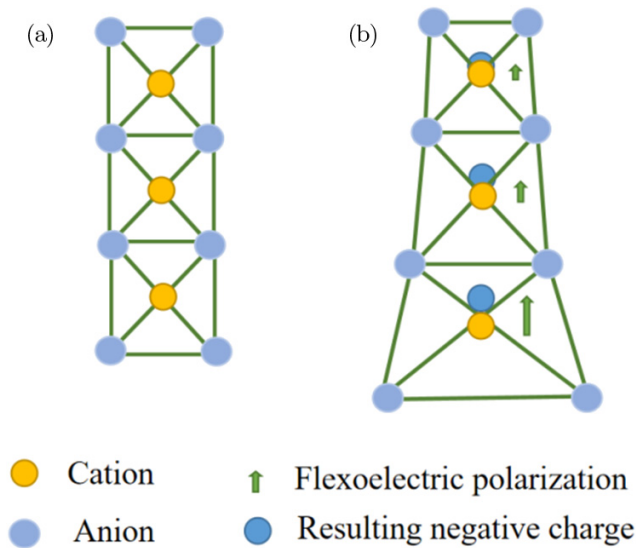 (a) (b)
Cation Flexoelectric polarization
Anion Resulting negative charge